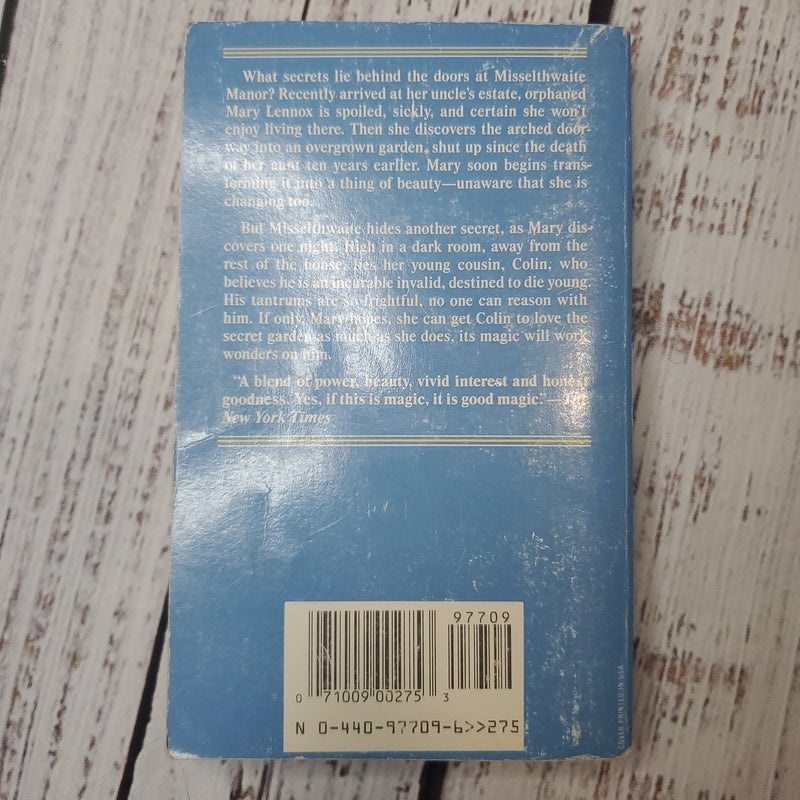 What secrets lie behind the doors at Misselthwaite
Manor? Recently arrived at her uncle's estate, orphaned
Mary Lennox is spoiled, sickly, and certain she won't
enjoy living there. Then she discovers the arched door-
way into an overgrown garden, shut up since the death
of her aunt ten years earlier. Mary soon begins trans-
forming it into a thing of beauty—unaware that she is
changing too.
But Misselthwaite hides another secret, as Mary dis-
covers one night. High in a dark room, away from the
rest of the house, lies her young cousin, Colin, who
believes he is an incurable invalid, destined to die young.
His tantrums are so frightful, no one can reason with
him. If only, Mary hopes, she can get Colin to love the
secret garden as much as she does, its magic will work
wonders on him.
"A blend of power, beauty, vivid interest and honest
goodness. Yes, if this is magic, it is good magic."—The
New York Times
97709
0 71009 00275 3
N 0-440-97709-6>>275
COVER PRINTED IN USA